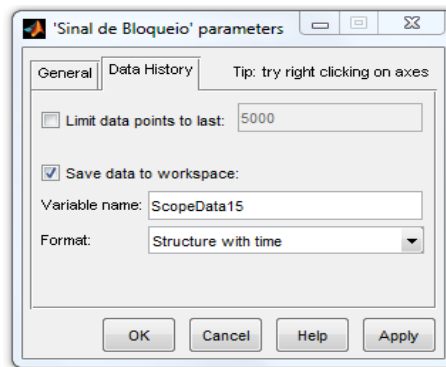 'Sinal de Bloqueio' parameters
General Data History Tip: try right clicking on axes
Limit data points to last: 5000
Save data to workspace:
Variable name: ScopeData15
Format: Structure with time
OK Cancel Help Apply